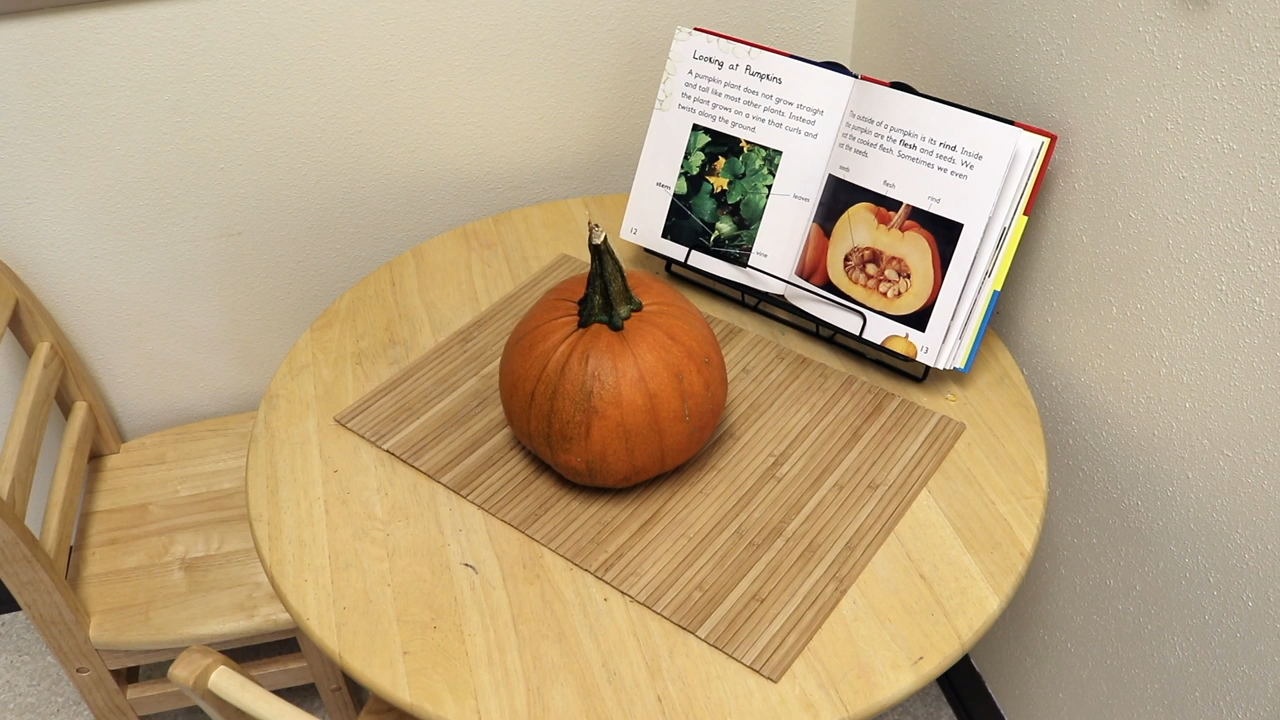 Looking at Pumpkins
A pumpkin plant does not grow straight
and tall like most other plants. Instead
the plant grows on a vine that curls and
twists along the ground.
stem
leaves
vine
12
The outside of a pumpkin is its rind. Inside
the pumpkin are the flesh and seeds. We
eat the cooked flesh. Sometimes we even
eat the seeds.
seeds
flesh
rind
13